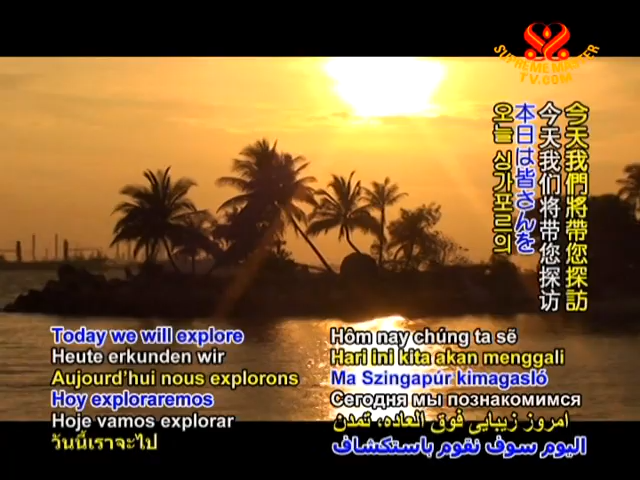 SUPREME MASTER
TV.COM
今天我們將帶您探訪
今天我们将带您探访
本日は皆さんを
오늘 싱가포르의
Today we will explore
Heute erkunden wir
Aujourd'hui nous explorons
Hoy exploraremos
Hoje vamos explorar
วันนี้เราจะไป
Hôm nay chúng ta sẽ
Hari ini kita akan menggali
Ma Szingapúr kimagasló
Сегодня мы познакомимся
امروز زیبایی فوق العاده، تمدن
اليوم سوف نقوم باستكشاف